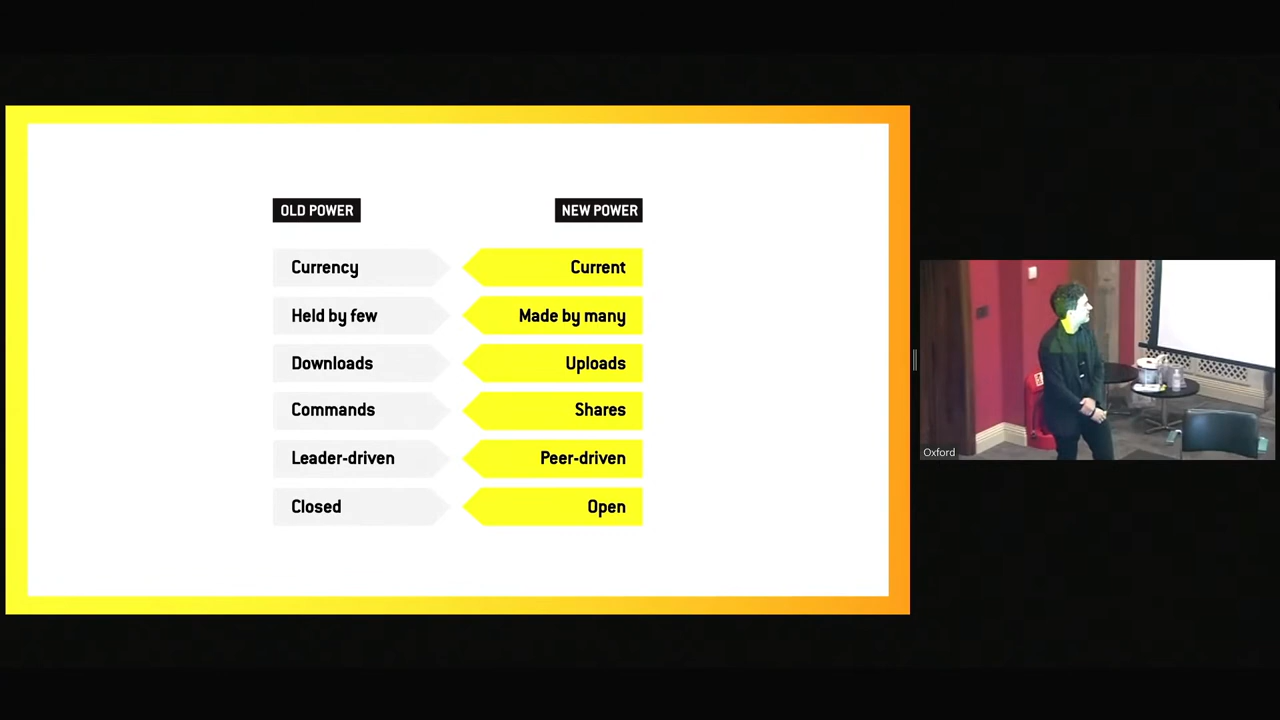 OLD POWER
NEW POWER
Currency
Current
Held by few
Made by many
Downloads
Uploads
Commands
Shares
Leader-driven
Peer-driven
Closed
Open
Oxford